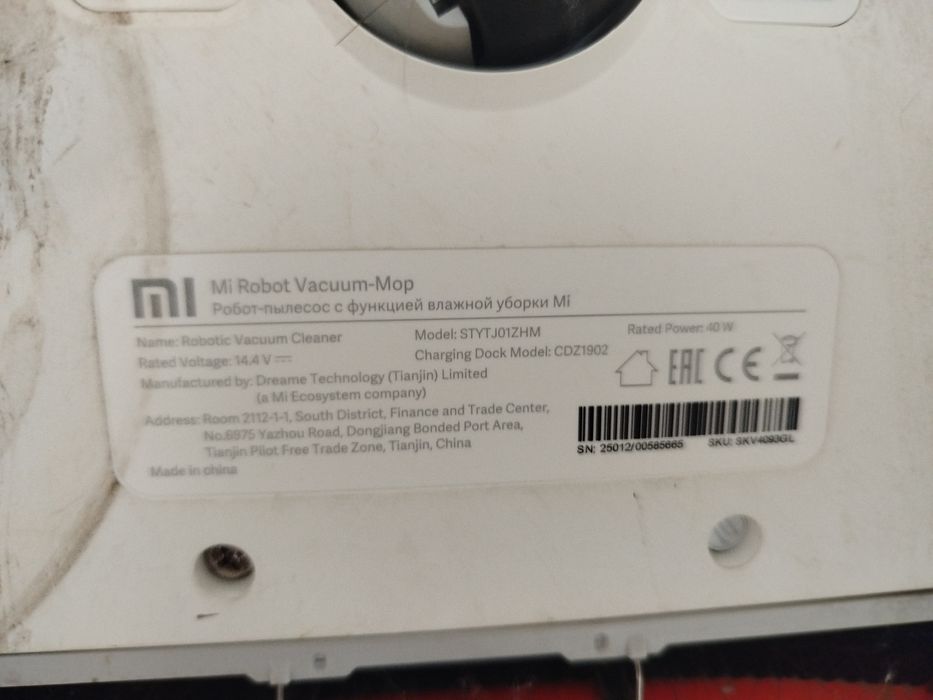 mi Mi Robot Vacuum-Mop
Робот-пылесос с функцией влажной уборки Mi
Name: Robotic Vacuum Cleaner
Model: STYTJ01ZHM
Rated Power: 40 W
Rated Voltage: 14.4 V
Charging Dock Model: CDZ1902
Manufactured by: Dreame Technology (Tianjin) Limited
(a Mi Ecosystem company)
EAC CE
Address: Room 2112-1-1, South District, Finance and Trade Center,
No.6975 Yazhou Road, Dongjiang Bonded Port Area,
Tianjin Pilot Free Trade Zone, Tianjin, China
Made in china
SN: 25012/00585665
SKU: SKV4093GL